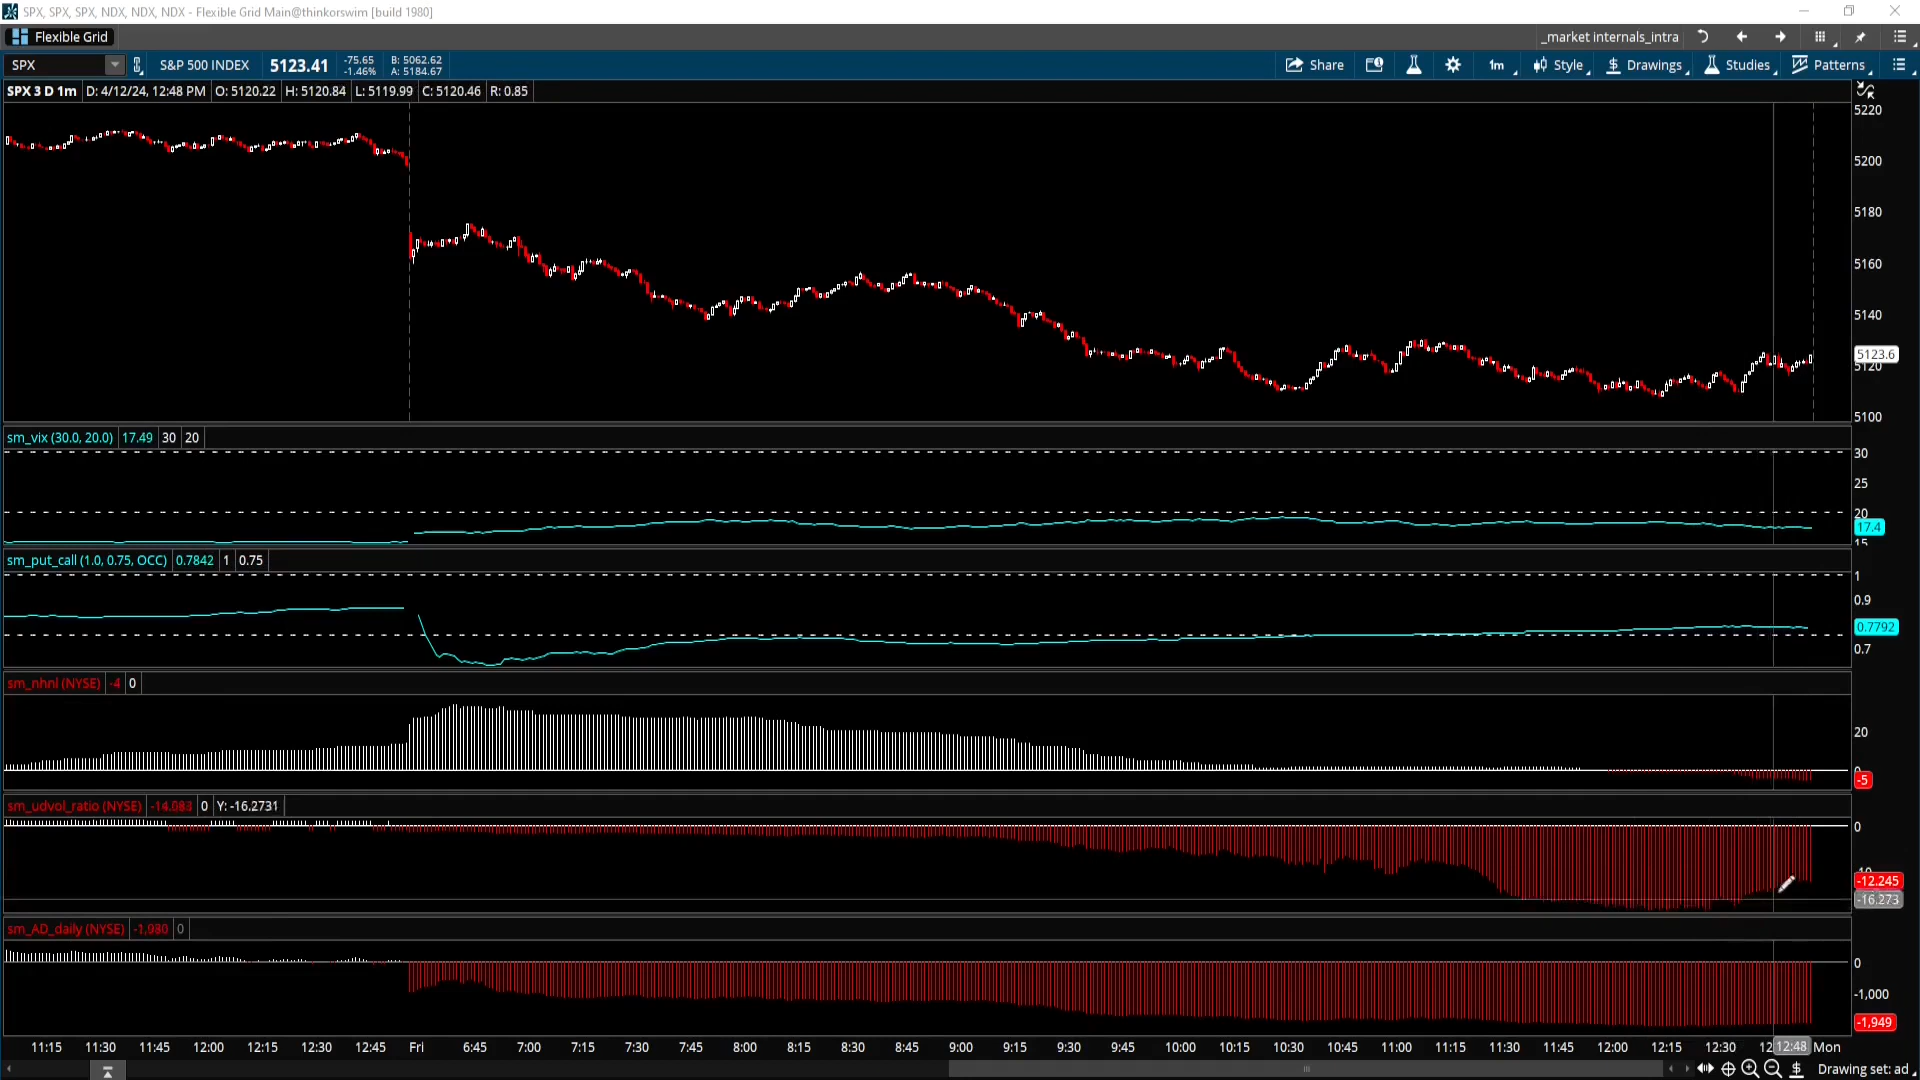 SPX, SPX, SPX, NDX, NDX, NDX - Flexible Grid Main@thinkorswim [build 1980]
Flexible Grid
_market internals_intra
SPX
S&P 500 INDEX
5123.41
-75.65
-1.46%
B: 5062.62
A: 5184.67
Share
1m
Style
Drawings
Studies
Patterns
SPX 3 D 1m D: 4/12/24, 12:48 PM O: 5120.22 H: 5120.84 L: 5119.99 C: 5120.46 R: 0.85
5220
5200
5180
5160
5140
5123.6
5120
5100
sm_vix (30.0, 20.0) 17.49 30 20
30
25
20
17.4
15
sm_put_call (1.0, 0.75, OCC) 0.7842 1 0.75
1
0.9
0.7792
0.7
sm_nhnl (NYSE) -4 0
20
0
-5
sm_udvol_ratio (NYSE) -14.083 0 Y: -16.2731
0
-10
-12.245
-16.273
sm_AD_daily (NYSE) -1,980 0
0
-1,000
-1,949
11:15 11:30 11:45 12:00 12:15 12:30 12:45 Fri 6:45 7:00 7:15 7:30 7:45 8:00 8:15 8:30 8:45 9:00 9:15 9:30 9:45 10:00 10:15 10:30 10:45 11:00 11:15 11:30 11:45 12:00 12:15 12:30 12:48 Mon
Drawing set: ad